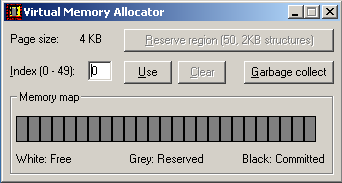 Virtual Memory Allocator
Page size: 4 KB Reserve region (50, 2KB structures)
Index (0 - 49): 0 Use Clear Garbage collect
Memory map
White: Free Grey: Reserved Black: Committed